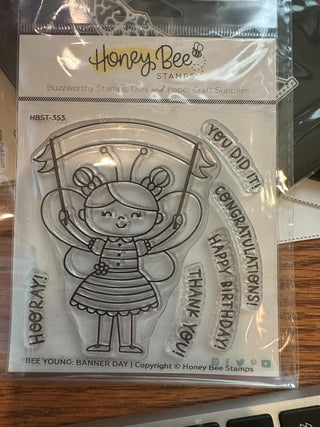 Honey Bee
STAMPS
Buzzworthy Stamps, Dies and Paper Craft Supplies
HBST-353
YOU DID IT!
CONGRATULATIONS!
HAPPY BIRTHDAY
THANK YOU!
HOORAY!
BEE YOUNG: BANNER DAY | Copyright © Honey Bee Stamps